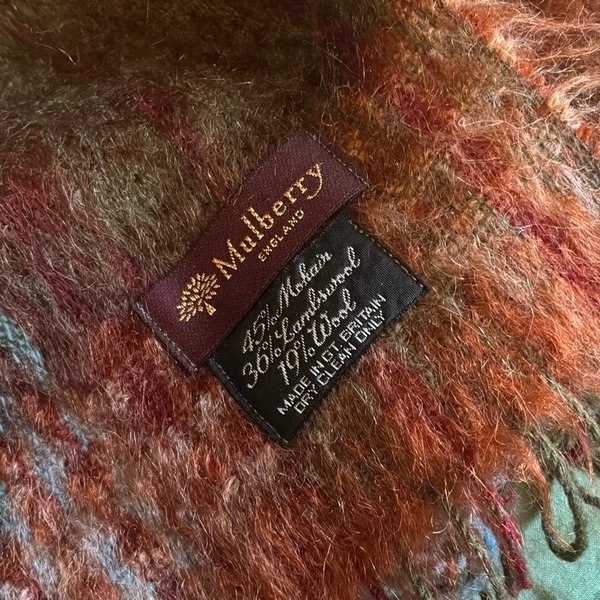 Mulberry
ENGLAND
45% Mohair
36% Lambswool
19% Wool
MADE IN GT. BRITAIN
DRY CLEAN ONLY